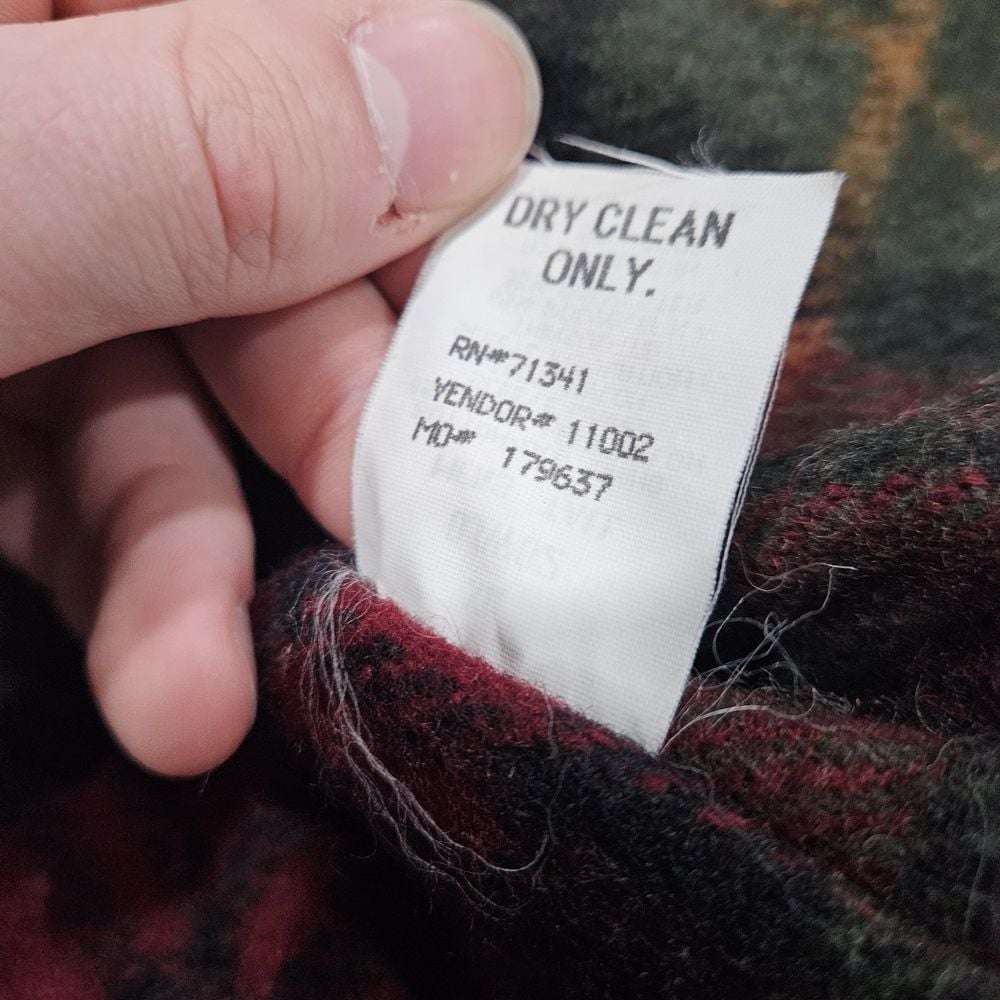 DRY CLEAN
ONLY.
RN#71341
VENDOR# 11002
MO# 179637